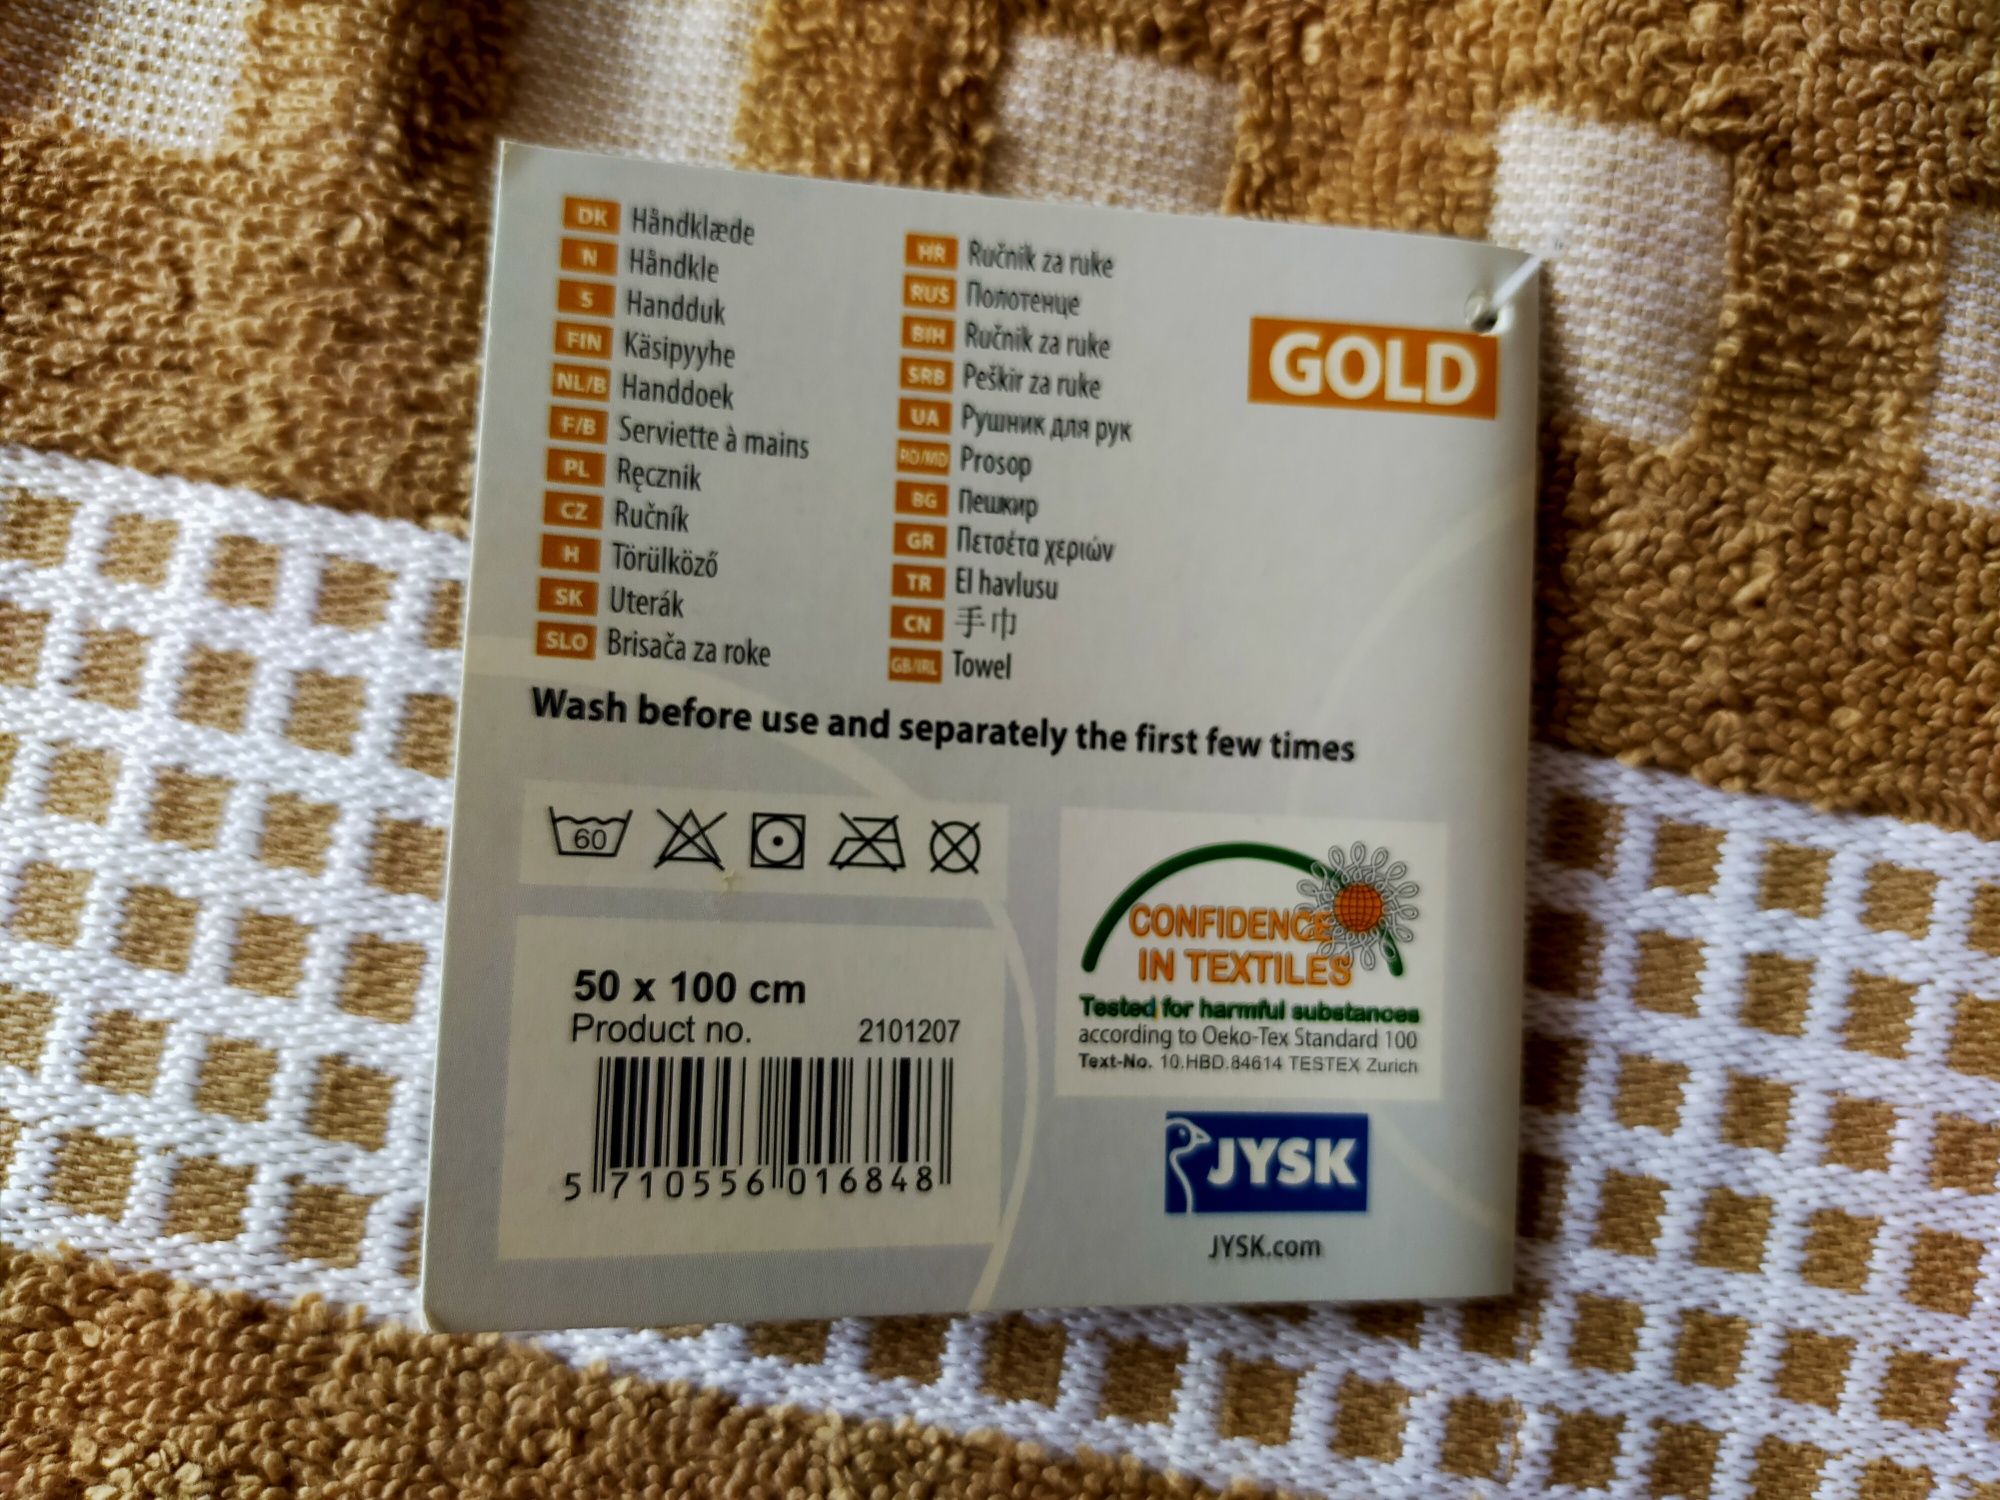 DK Håndklæde
N Håndkle
S Handduk
FIN Käsipyyhe
NL/B Handdoek
F/B Serviette à mains
PL Ręcznik
CZ Ručník
H Törülköző
SK Uterák
SLO Brisača za roke
HR Ručnik za ruke
RUS Полотенце
BIH Ručnik za ruke
SRB Peškir za ruke
UA Рушник для рук
RO/MD Prosop
BG Пешкир
GR Πετσέτα χεριών
TR El havlusu
CN 手巾
GB/IRL Towel
GOLD
Wash before use and separately the first few times
60
50 x 100 cm
Product no. 2101207
5 710556 016848
CONFIDENCE
IN TEXTILES
Tested for harmful substances
according to Oeko-Tex Standard 100
Text-No. 10.HBD.84614 TESTEX Zurich
JYSK
JYSK.com